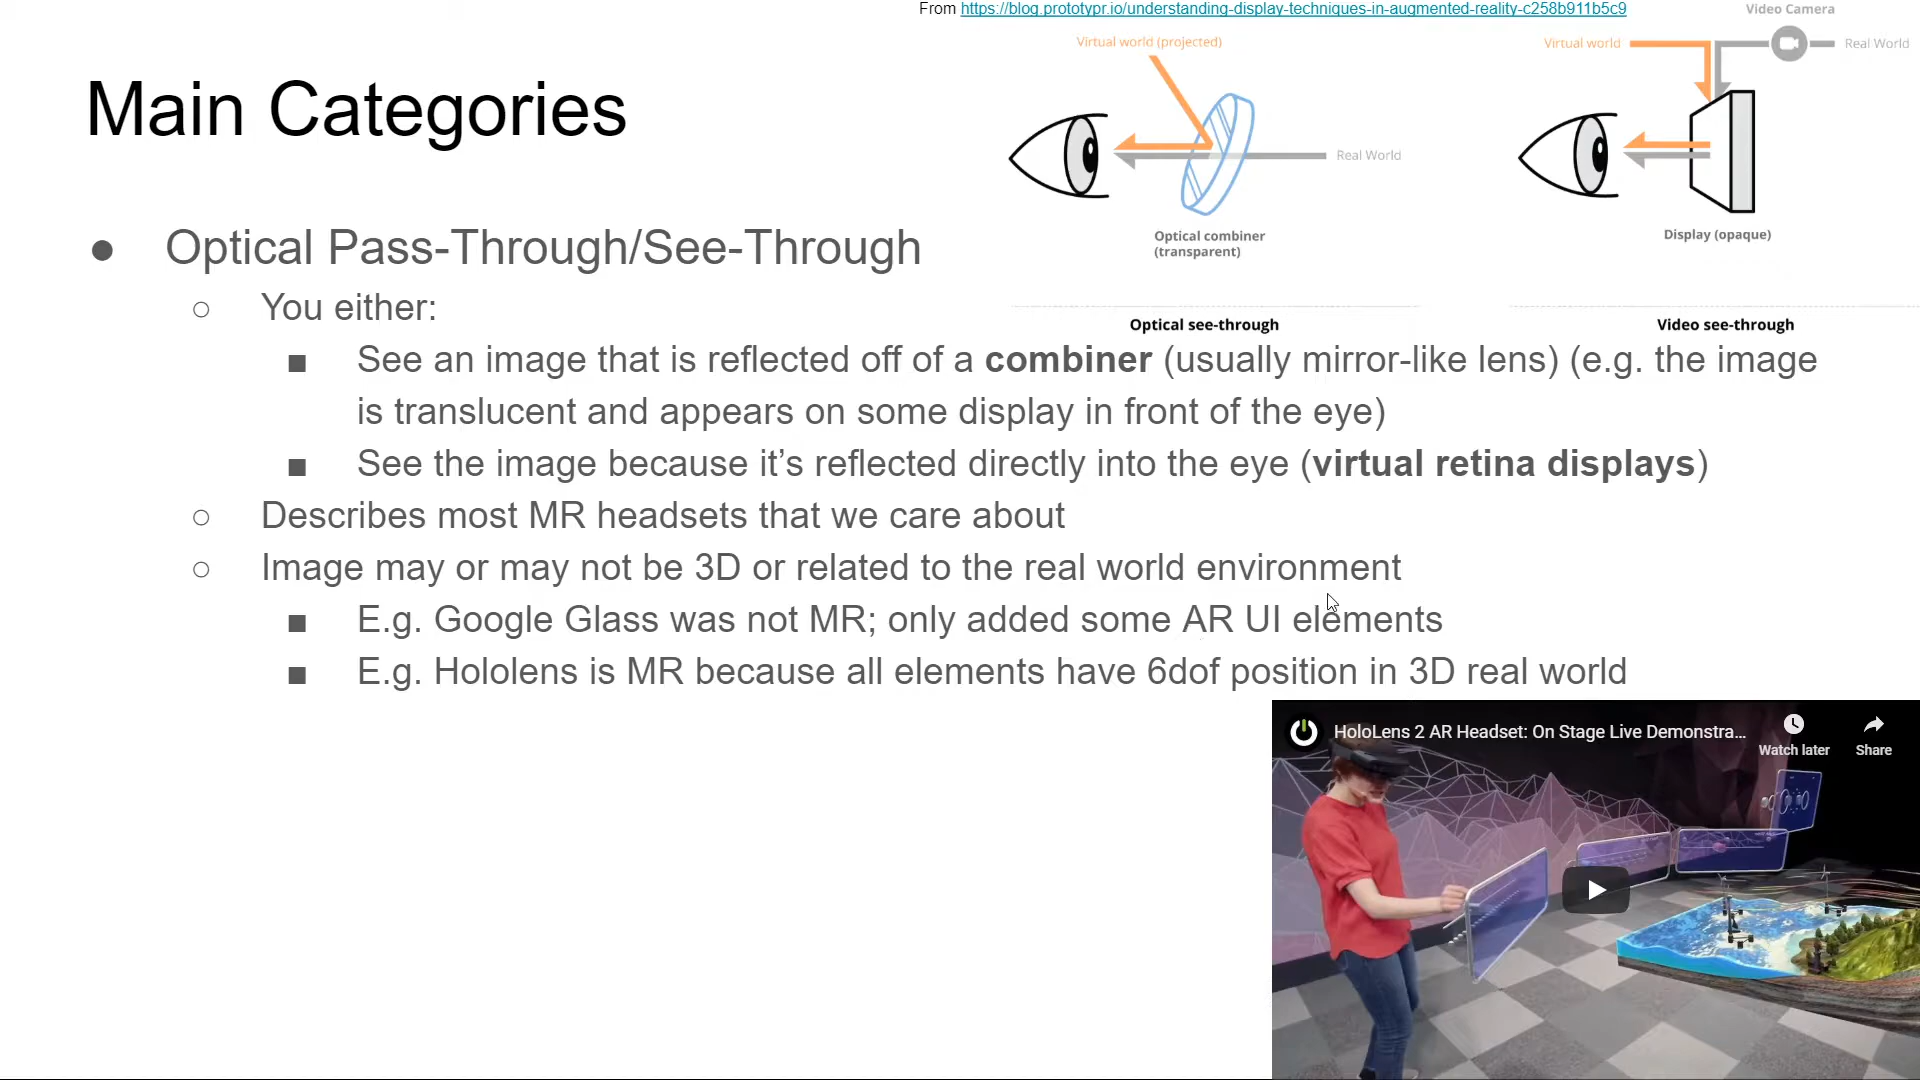 From https://blog.prototypr.io/understanding-display-techniques-in-augmented-reality-c258b911b5c9
Video Camera
Virtual world (projected)
Virtual world
Real World
Main Categories
Real World
Optical combiner
(transparent)
Display (opaque)
Optical see-through
Video see-through
● Optical Pass-Through/See-Through
○ You either:
■ See an image that is reflected off of a combiner (usually mirror-like lens) (e.g. the image
is translucent and appears on some display in front of the eye)
■ See the image because it’s reflected directly into the eye (virtual retina displays)
○ Describes most MR headsets that we care about
○ Image may or may not be 3D or related to the real world environment
■ E.g. Google Glass was not MR; only added some AR UI elements
■ E.g. Hololens is MR because all elements have 6dof position in 3D real world
HoloLens 2 AR Headset: On Stage Live Demonstra...
Watch later
Share